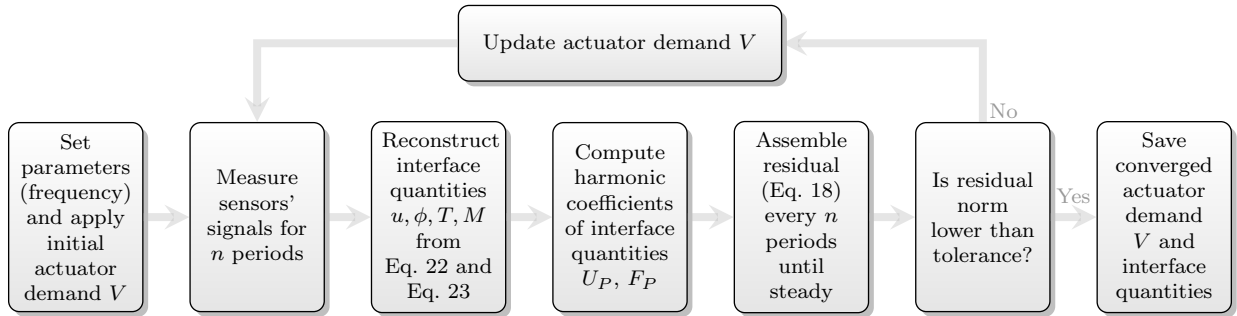 Update actuator demand V
Set
parameters
(frequency)
and apply
initial
actuator
demand V
Measure
sensors'
signals for
n periods
Reconstruct
interface
quantities
u, ϕ, T, M
from
Eq. 22 and
Eq. 23
Compute
harmonic
coefficients
of interface
quantities
U_P, F_P
Assemble
residual
(Eq. 18)
every n
periods
until
steady
Is residual
norm
lower than
tolerance?
No
Yes
Save
converged
actuator
demand
V and
interface
quantities